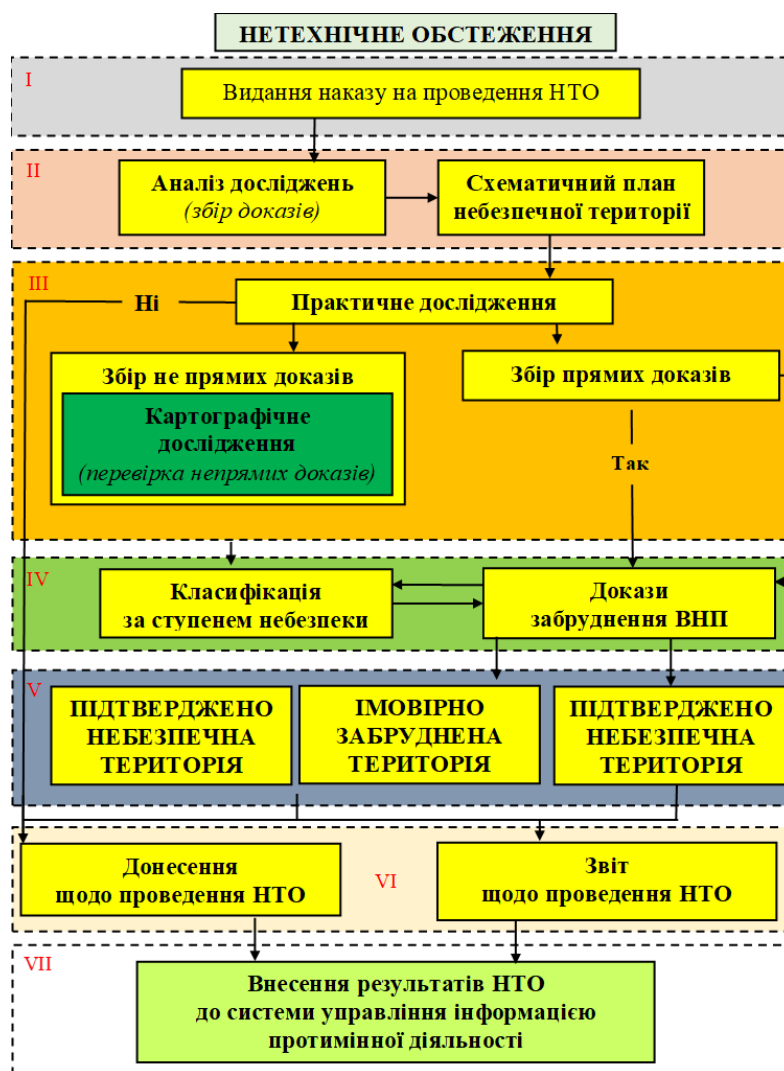 НЕТЕХНІЧНЕ ОБСТЕЖЕННЯ
I
Видання наказу на проведення НТО
II
Аналіз досліджень
(збір доказів)
Схематичний план
небезпечної території
III
Ні
Практичне дослідження
Збір не прямих доказів
Картографічне
дослідження
(перевірка непрямих доказів)
Збір прямих доказів
Так
IV
Класифікація
за ступенем небезпеки
Докази
забруднення ВНП
V
ПІДТВЕРДЖЕНО
НЕБЕЗПЕЧНА
ТЕРИТОРІЯ
ІМОВІРНО
ЗАБРУДНЕНА
ТЕРИТОРІЯ
ПІДТВЕРДЖЕНО
НЕБЕЗПЕЧНА
ТЕРИТОРІЯ
Донесення
щодо проведення НТО
VI
Звіт
щодо проведення НТО
VII
Внесення результатів НТО
до системи управління інформацією
протимінної діяльності